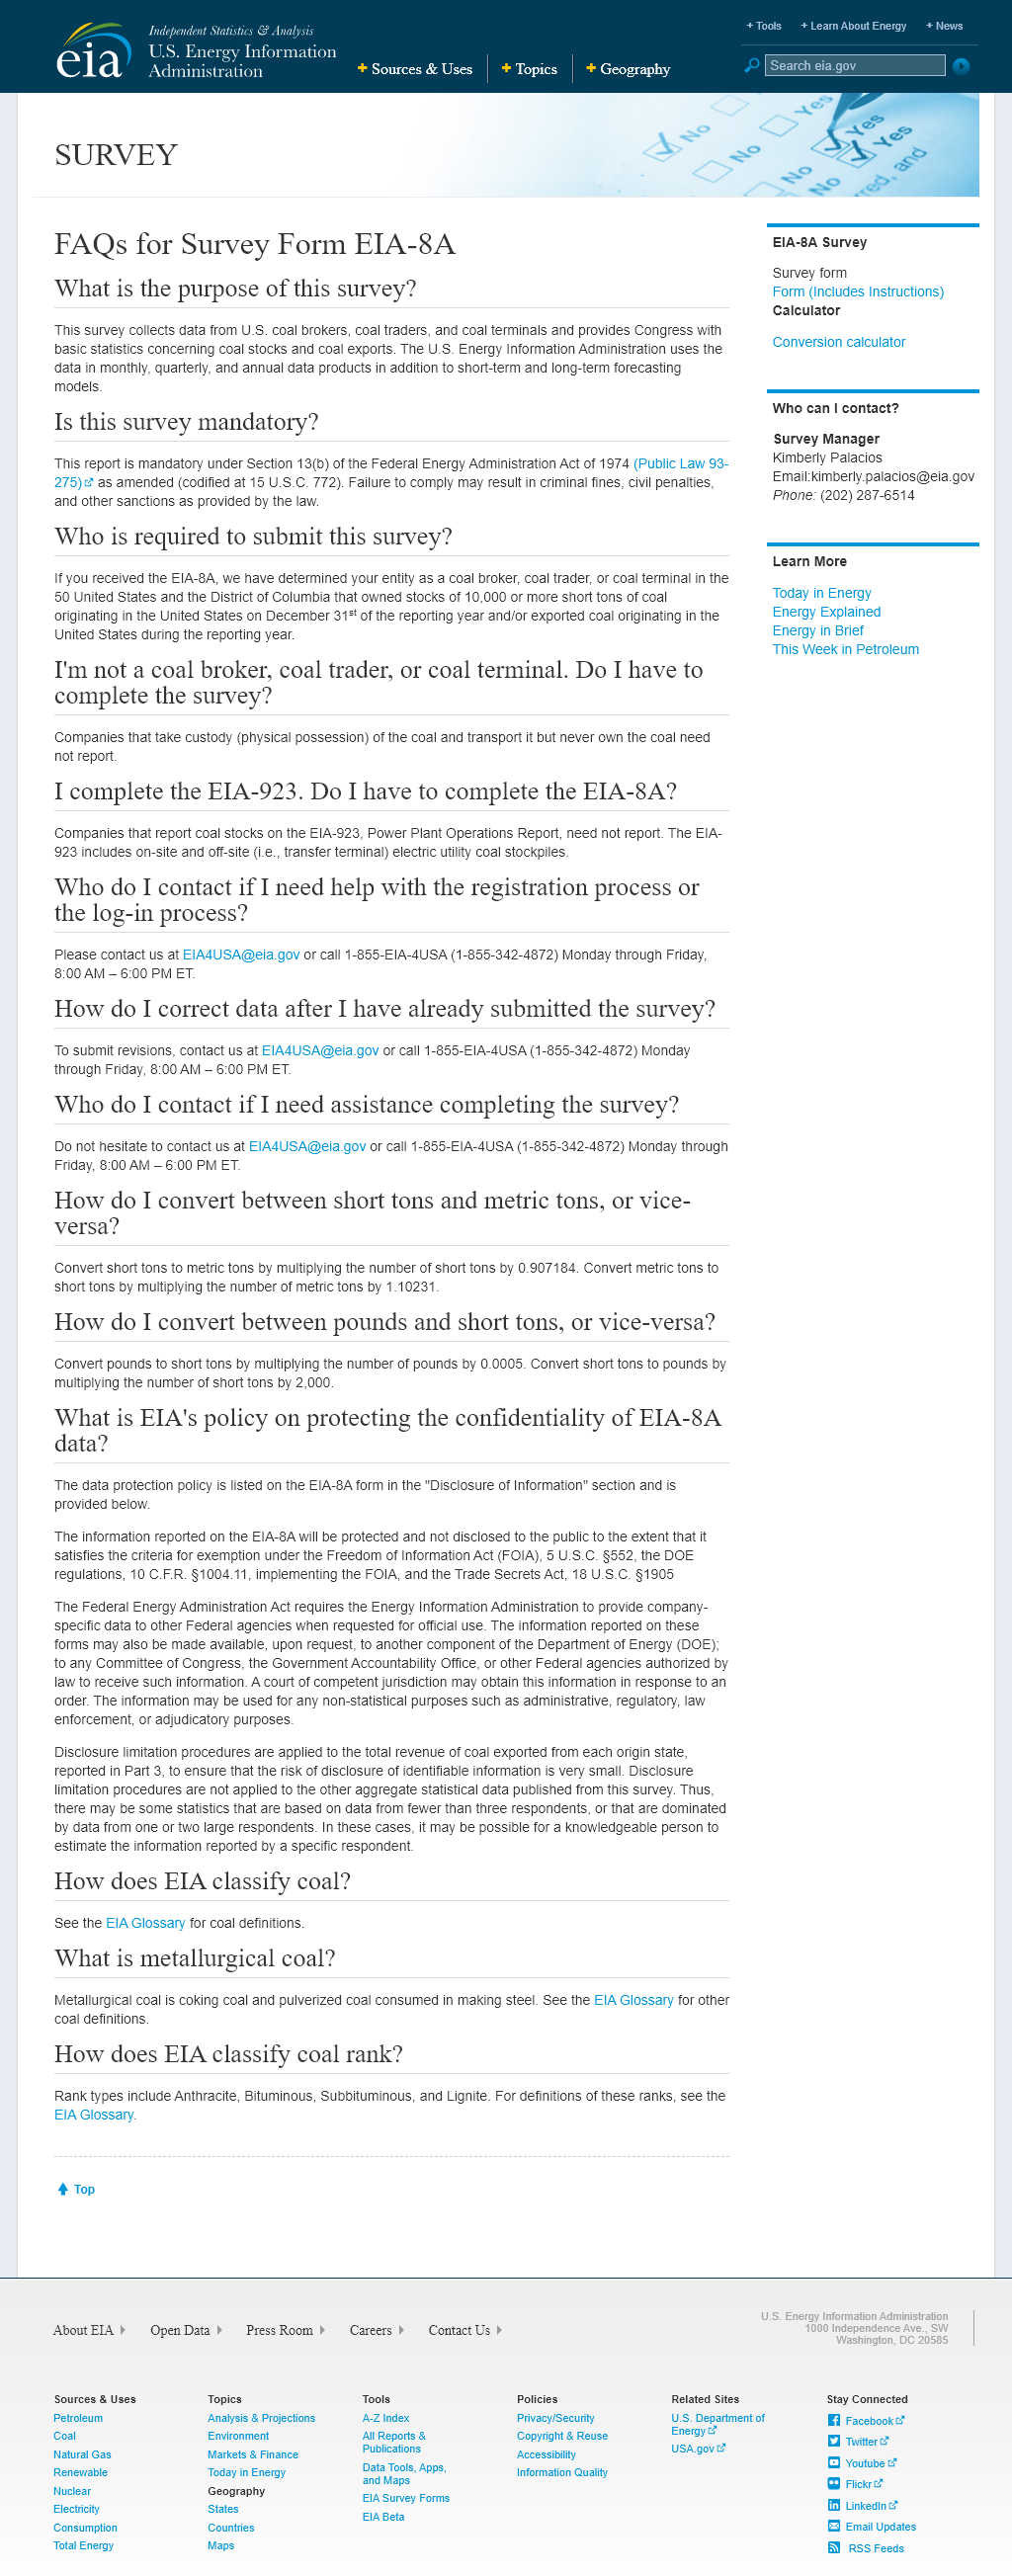 Independent Statistics & Analysis
U.S. Energy Information
Administration
eia
+ Sources & Uses
+ Topics
+ Geography
+ Tools
+ Learn About Energy
+ News
Search eia.gov
SURVEY
No
No
No
Yes
Yes
Yes
red, and
FAQs for Survey Form EIA-8A
What is the purpose of this survey?
This survey collects data from U.S. coal brokers, coal traders, and coal terminals and provides Congress with
basic statistics concerning coal stocks and coal exports. The U.S. Energy Information Administration uses the
data in monthly, quarterly, and annual data products in addition to short-term and long-term forecasting
models.
Is this survey mandatory?
This report is mandatory under Section 13(b) of the Federal Energy Administration Act of 1974 (Public Law 93-
275) as amended (codified at 15 U.S.C. 772). Failure to comply may result in criminal fines, civil penalties,
and other sanctions as provided by the law.
Who is required to submit this survey?
If you received the EIA-8A, we have determined your entity as a coal broker, coal trader, or coal terminal in the
50 United States and the District of Columbia that owned stocks of 10,000 or more short tons of coal
originating in the United States on December 31st of the reporting year and/or exported coal originating in the
United States during the reporting year.
I'm not a coal broker, coal trader, or coal terminal. Do I have to
complete the survey?
Companies that take custody (physical possession) of the coal and transport it but never own the coal need
not report.
I complete the EIA-923. Do I have to complete the EIA-8A?
Companies that report coal stocks on the EIA-923, Power Plant Operations Report, need not report. The EIA-
923 includes on-site and off-site (i.e., transfer terminal) electric utility coal stockpiles.
Who do I contact if I need help with the registration process or
the log-in process?
Please contact us at EIA4USA@eia.gov or call 1-855-EIA-4USA (1-855-342-4872) Monday through Friday,
8:00 AM – 6:00 PM ET.
How do I correct data after I have already submitted the survey?
To submit revisions, contact us at EIA4USA@eia.gov or call 1-855-EIA-4USA (1-855-342-4872) Monday
through Friday, 8:00 AM – 6:00 PM ET.
Who do I contact if I need assistance completing the survey?
Do not hesitate to contact us at EIA4USA@eia.gov or call 1-855-EIA-4USA (1-855-342-4872) Monday through
Friday, 8:00 AM – 6:00 PM ET.
How do I convert between short tons and metric tons, or vice-
versa?
Convert short tons to metric tons by multiplying the number of short tons by 0.907184. Convert metric tons to
short tons by multiplying the number of metric tons by 1.10231.
How do I convert between pounds and short tons, or vice-versa?
Convert pounds to short tons by multiplying the number of pounds by 0.0005. Convert short tons to pounds by
multiplying the number of short tons by 2,000.
What is EIA's policy on protecting the confidentiality of EIA-8A
data?
The data protection policy is listed on the EIA-8A form in the "Disclosure of Information" section and is
provided below.
The information reported on the EIA-8A will be protected and not disclosed to the public to the extent that it
satisfies the criteria for exemption under the Freedom of Information Act (FOIA), 5 U.S.C. §552, the DOE
regulations, 10 C.F.R. §1004.11, implementing the FOIA, and the Trade Secrets Act, 18 U.S.C. §1905
The Federal Energy Administration Act requires the Energy Information Administration to provide company-
specific data to other Federal agencies when requested for official use. The information reported on these
forms may also be made available, upon request, to another component of the Department of Energy (DOE);
to any Committee of Congress, the Government Accountability Office, or other Federal agencies authorized by
law to receive such information. A court of competent jurisdiction may obtain this information in response to an
order. The information may be used for any non-statistical purposes such as administrative, regulatory, law
enforcement, or adjudicatory purposes.
Disclosure limitation procedures are applied to the total revenue of coal exported from each origin state,
reported in Part 3, to ensure that the risk of disclosure of identifiable information is very small. Disclosure
limitation procedures are not applied to the other aggregate statistical data published from this survey. Thus,
there may be some statistics that are based on data from fewer than three respondents, or that are dominated
by data from one or two large respondents. In these cases, it may be possible for a knowledgeable person to
estimate the information reported by a specific respondent.
How does EIA classify coal?
See the EIA Glossary for coal definitions.
What is metallurgical coal?
Metallurgical coal is coking coal and pulverized coal consumed in making steel. See the EIA Glossary for other
coal definitions.
How does EIA classify coal rank?
Rank types include Anthracite, Bituminous, Subbituminous, and Lignite. For definitions of these ranks, see the
EIA Glossary.
Top
EIA-8A Survey
Survey form
Form (Includes Instructions)
Calculator
Conversion calculator
Who can I contact?
Survey Manager
Kimberly Palacios
Email:kimberly.palacios@eia.gov
Phone: (202) 287-6514
Learn More
Today in Energy
Energy Explained
Energy in Brief
This Week in Petroleum
About EIA
Open Data
Press Room
Careers
Contact Us
U.S. Energy Information Administration
1000 Independence Ave., SW
Washington, DC 20585
Sources & Uses
Petroleum
Coal
Natural Gas
Renewable
Nuclear
Electricity
Consumption
Total Energy
Topics
Analysis & Projections
Environment
Markets & Finance
Today in Energy
Geography
States
Countries
Maps
Tools
A-Z Index
All Reports &
Publications
Data Tools, Apps,
and Maps
EIA Survey Forms
EIA Beta
Policies
Privacy/Security
Copyright & Reuse
Accessibility
Information Quality
Related Sites
U.S. Department of
Energy
USA.gov
Stay Connected
Facebook
Twitter
Youtube
Flickr
LinkedIn
Email Updates
RSS Feeds